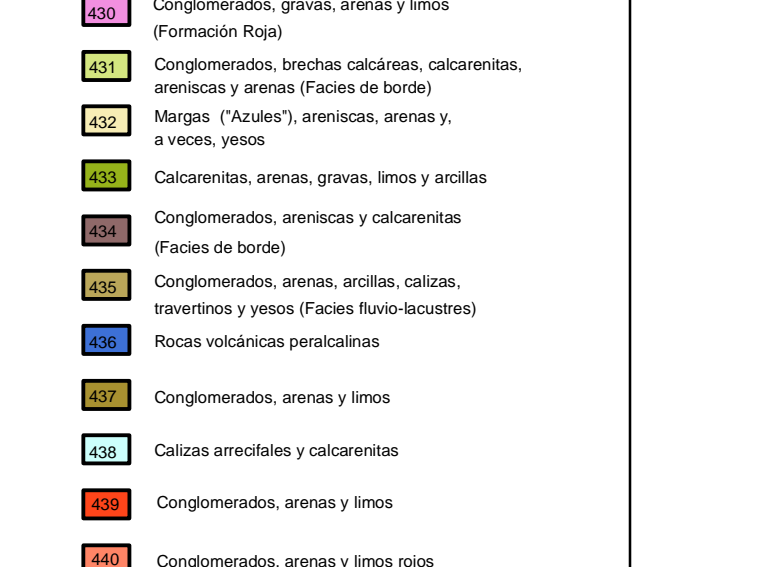 430 Conglomerados, gravas, arenas y limos
(Formación Roja)
431 Conglomerados, brechas calcáreas, calcarenitas,
areniscas y arenas (Facies de borde)
432 Margas ("Azules"), areniscas, arenas y,
a veces, yesos
433 Calcarenitas, arenas, gravas, limos y arcillas
434 Conglomerados, areniscas y calcarenitas
(Facies de borde)
435 Conglomerados, arenas, arcillas, calizas,
travertinos y yesos (Facies fluvio-lacustres)
436 Rocas volcánicas peralcalinas
437 Conglomerados, arenas y limos
438 Calizas arrecifales y calcarenitas
439 Conglomerados, arenas y limos
440 Conglomerados, arenas y limos rojos